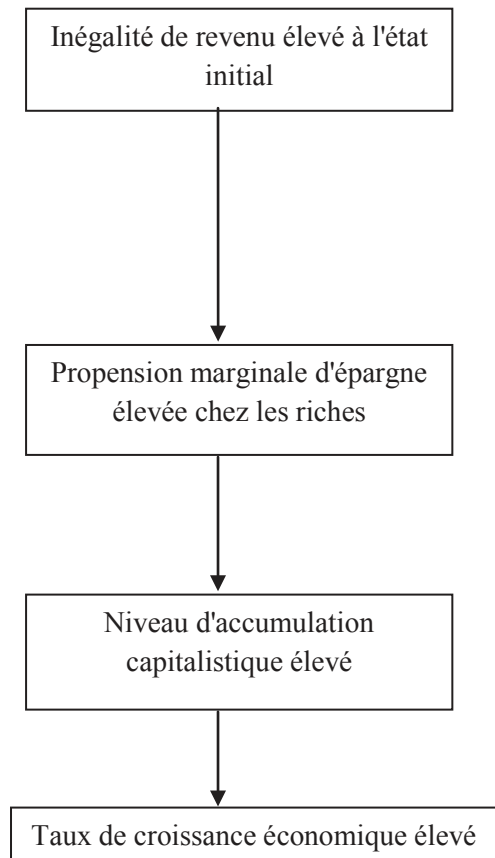 Inégalité de revenu élevé à l'état
initial
Propension marginale d'épargne
élevée chez les riches
Niveau d'accumulation
capitalistique élevé
Taux de croissance économique élevé